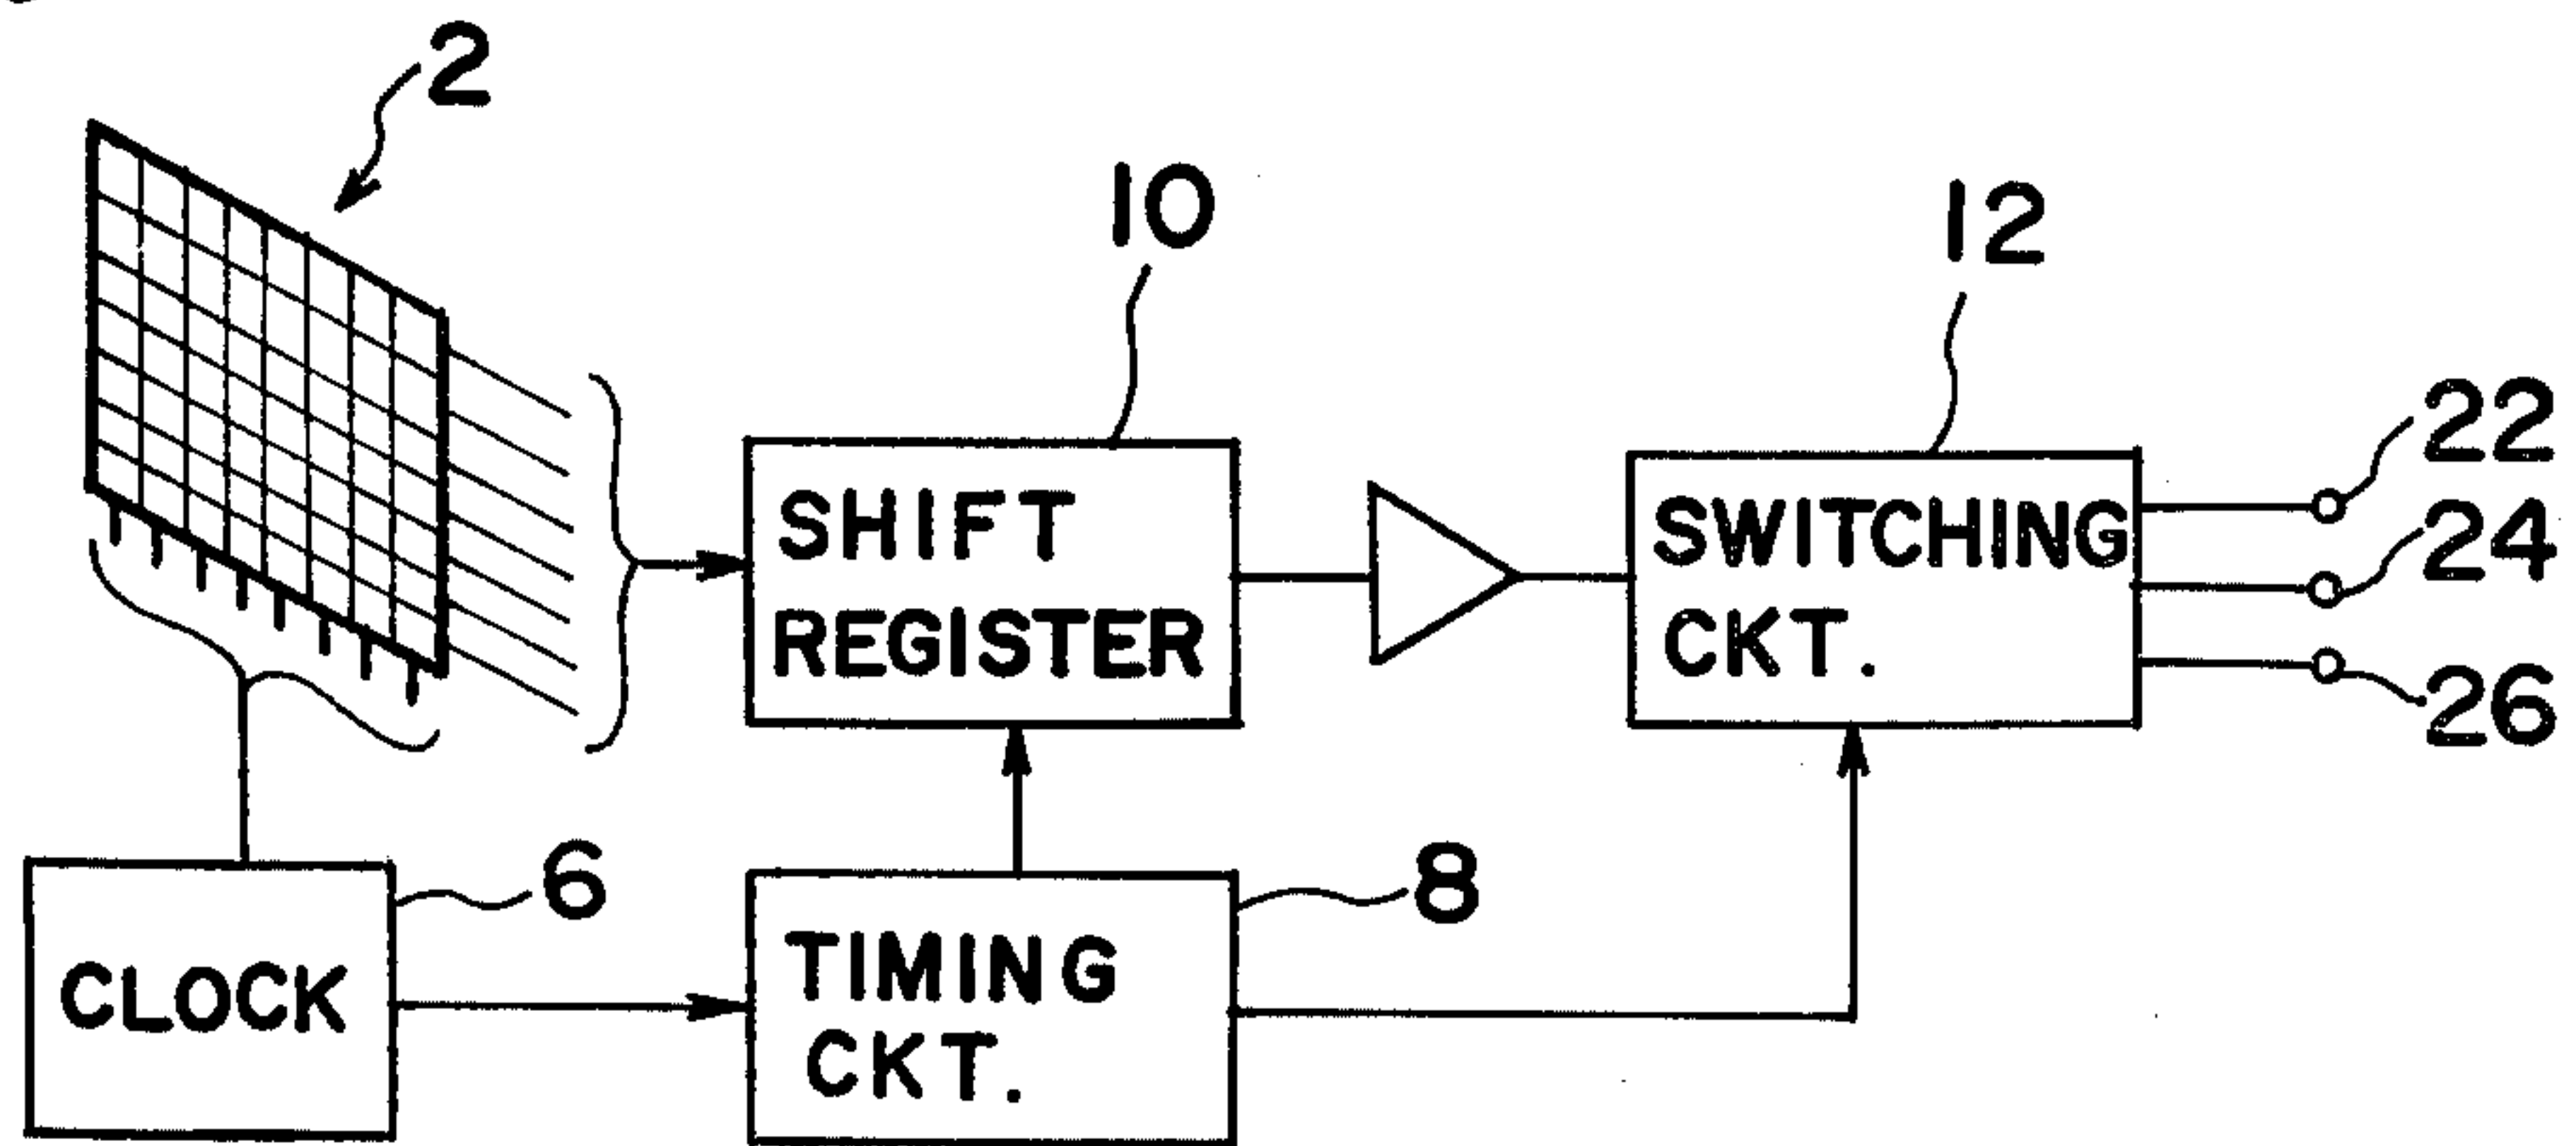 2
10
12
SHIFT
REGISTER
SWITCHING
CKT.
22
24
26
6
8
CLOCK
TIMING
CKT.